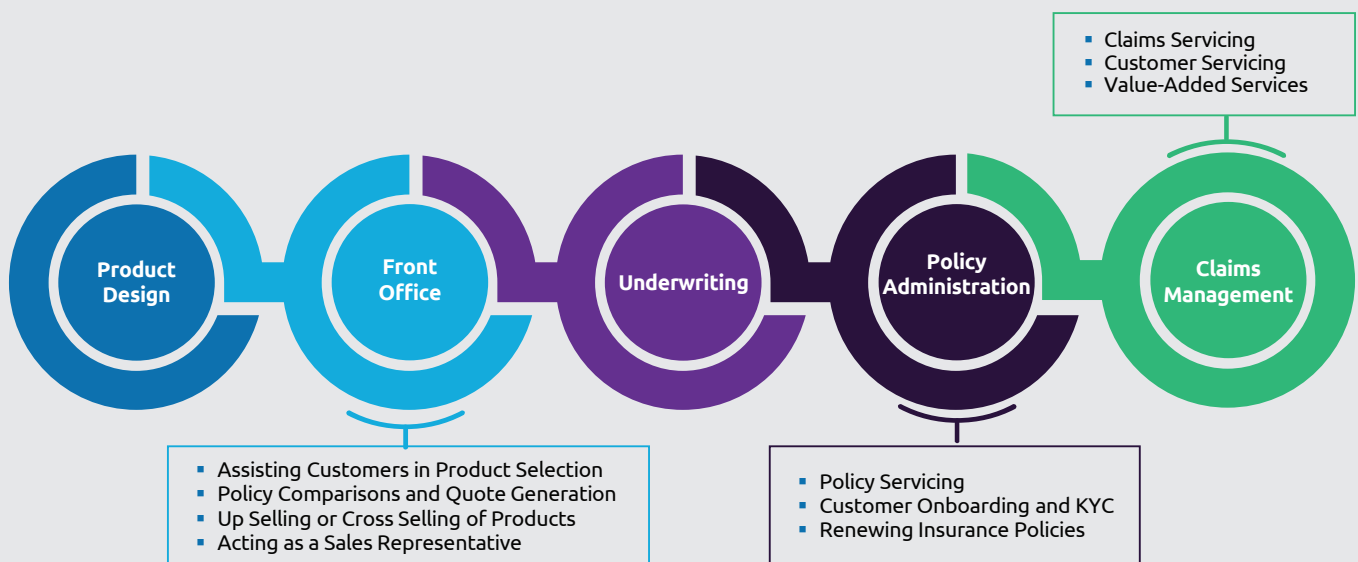 Claims Servicing
Customer Servicing
Value-Added Services
Product
Design
Front
Office
Underwriting
Policy
Administration
Claims
Management
Assisting Customers in Product Selection
Policy Comparisons and Quote Generation
Up Selling or Cross Selling of Products
Acting as a Sales Representative
Policy Servicing
Customer Onboarding and KYC
Renewing Insurance Policies